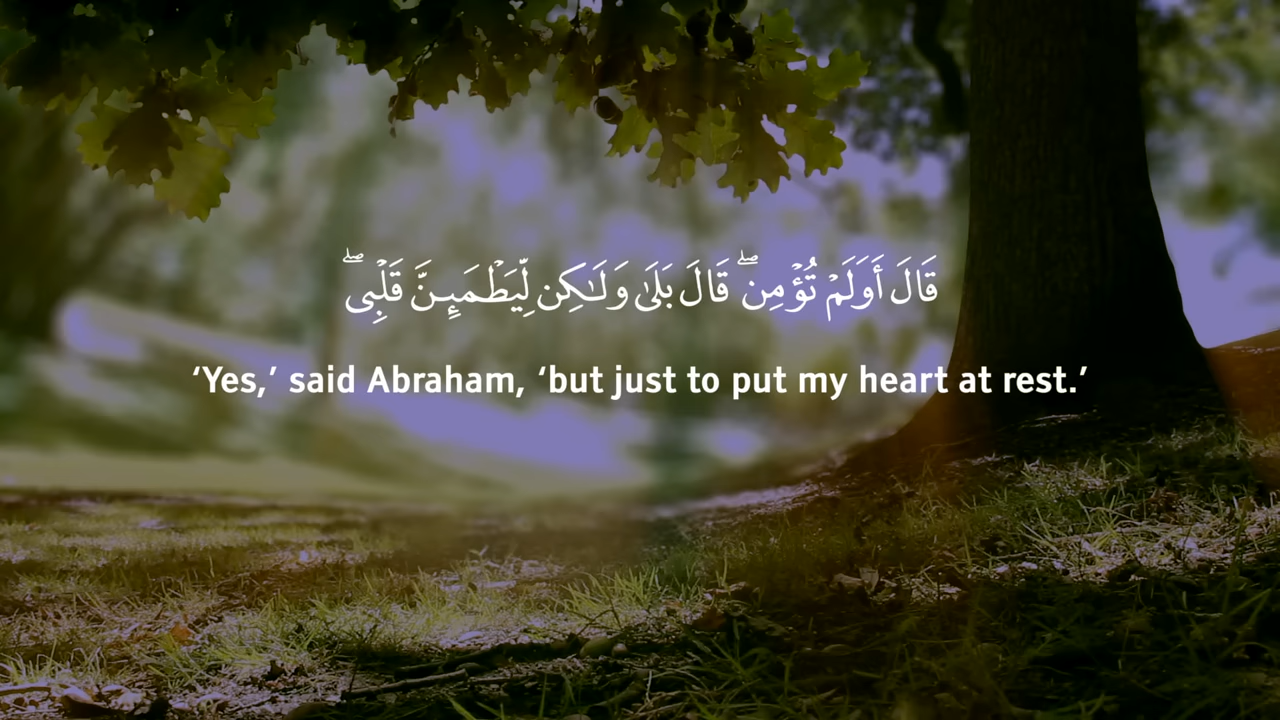 قَالَ أَوَلَمْ تُؤْمِن ۖ قَالَ بَلَىٰ وَلَـٰكِن لِّيَطْمَئِنَّ قَلْبِى ۖ
‘Yes,’ said Abraham, ‘but just to put my heart at rest.’